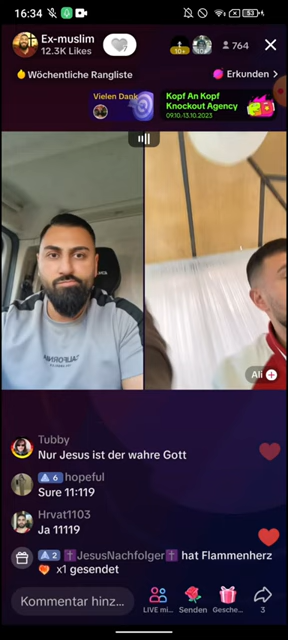 16:34
Ex-muslim
12.3K Likes
10+
764
Wöchentliche Rangliste
Erkunden
Vielen Dank
Kopf An Kopf
Knockout Agency
09.10-13.10.2023
Ali
Tubby
Nur Jesus ist der wahre Gott
6 hopeful
Sure 11:119
Hrvat1103
Ja 11119
2 JesusNachfolger hat Flammenherz
x1 gesendet
Kommentar hinz...
LIVE mi...
Senden
Gesche...
3